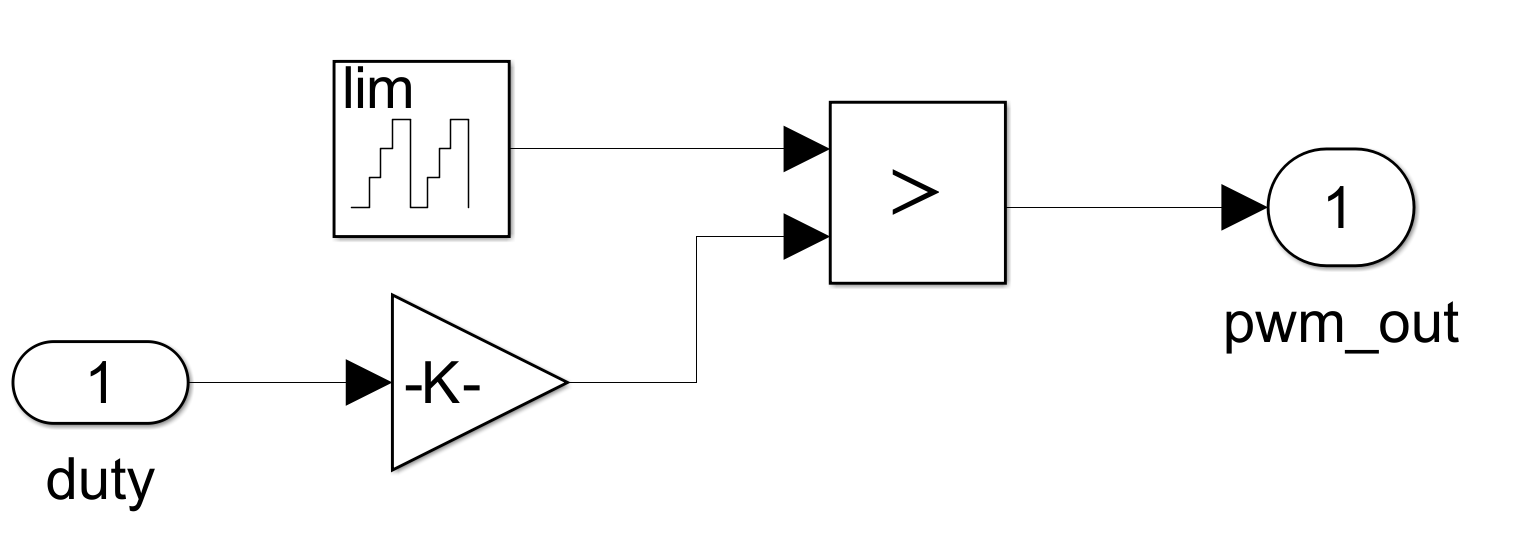 lim
>
1
pwm_out
1
-K-
duty